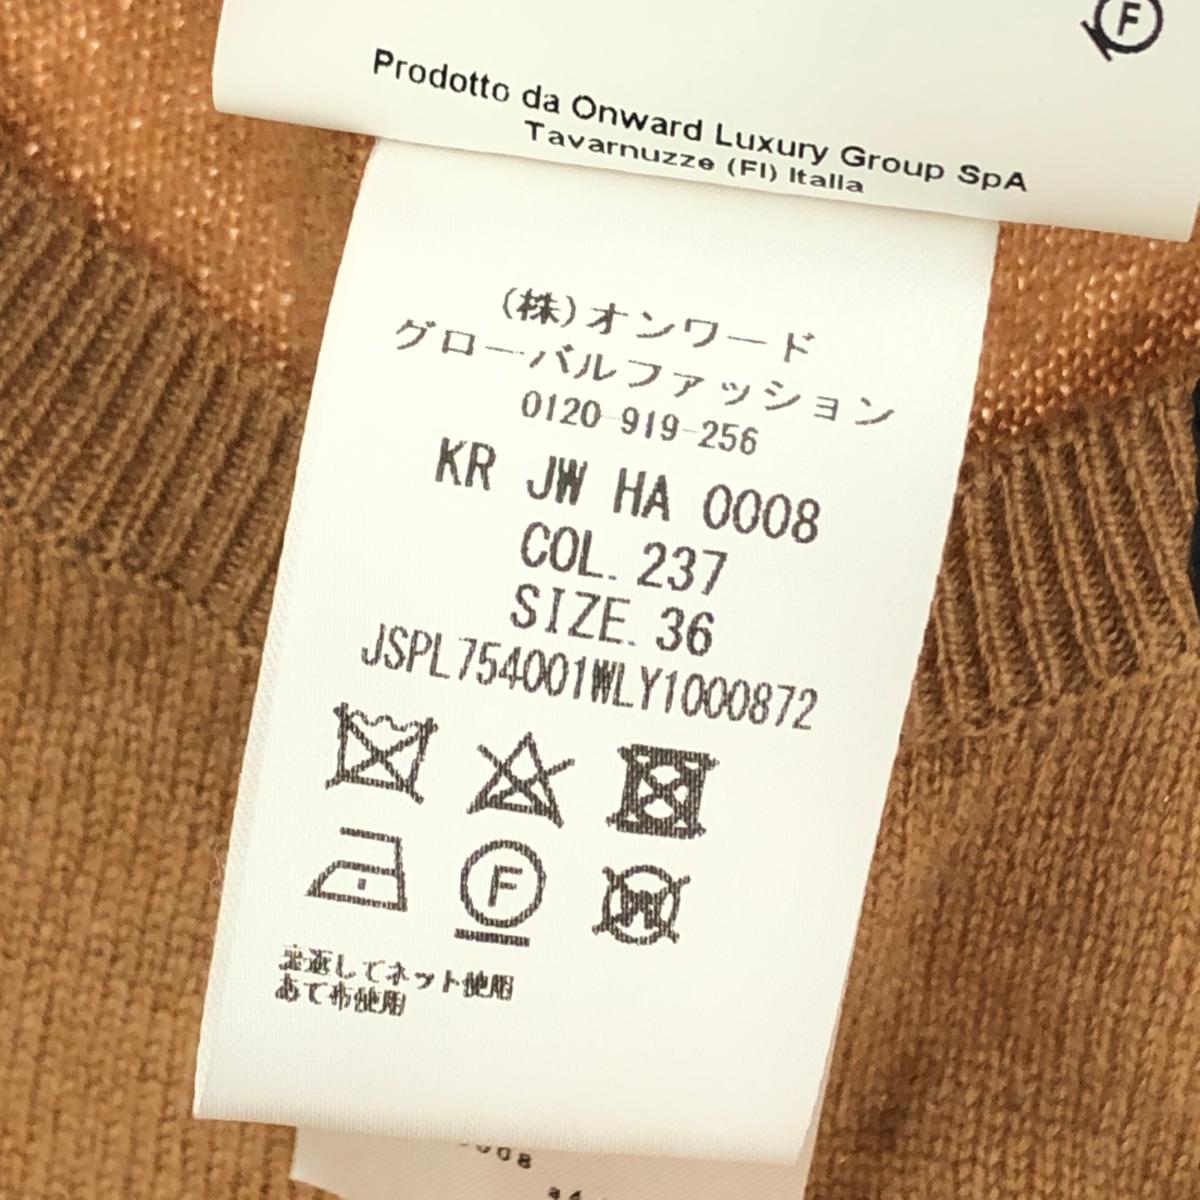 F
Prodotto da Onward Luxury Group SpA
Tavarnuzze (FI) Italia
(株)オンワード
グローバルファッション
0120-919-256
KR JW HA 0008
COL. 237
SIZE. 36
JSPL754001WLY1000872
F
裏返してネット使用
あて布使用